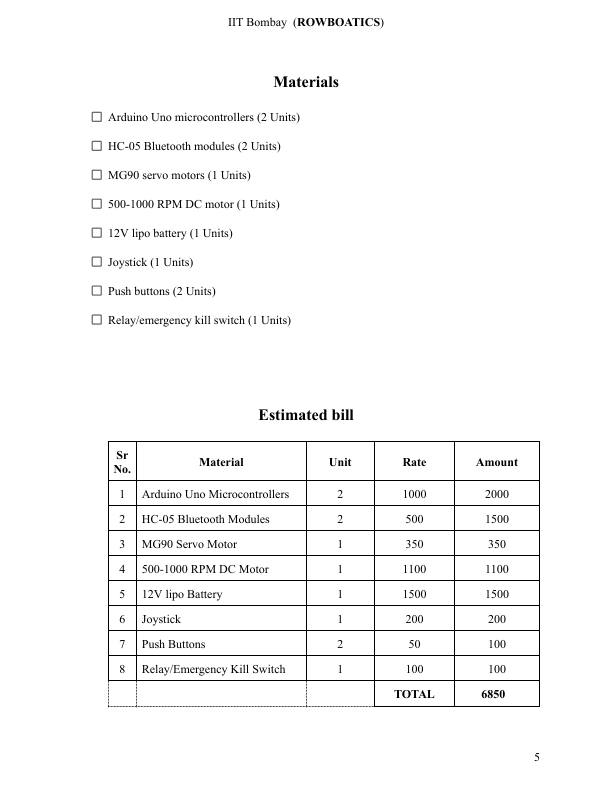 IIT Bombay (ROWBOATICS)
Materials
☐ Arduino Uno microcontrollers (2 Units)
☐ HC-05 Bluetooth modules (2 Units)
☐ MG90 servo motors (1 Units)
☐ 500-1000 RPM DC motor (1 Units)
☐ 12V lipo battery (1 Units)
☐ Joystick (1 Units)
☐ Push buttons (2 Units)
☐ Relay/emergency kill switch (1 Units)
Estimated bill
Sr No. Material Unit Rate Amount
1 Arduino Uno Microcontrollers 2 1000 2000
2 HC-05 Bluetooth Modules 2 500 1500
3 MG90 Servo Motor 1 350 350
4 500-1000 RPM DC Motor 1 1100 1100
5 12V lipo Battery 1 1500 1500
6 Joystick 1 200 200
7 Push Buttons 2 50 100
8 Relay/Emergency Kill Switch 1 100 100
TOTAL 6850
5